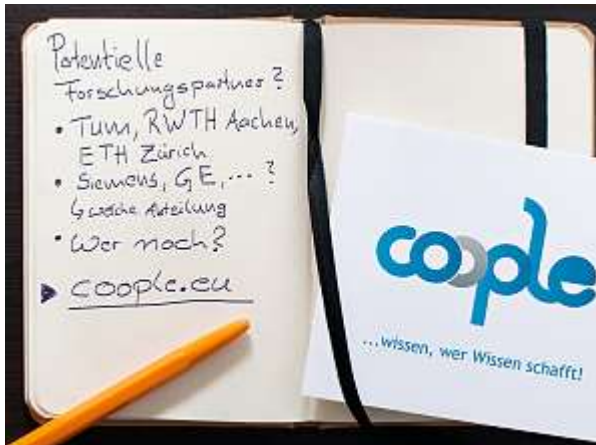 Potentielle
Forschungspartner?
• TUM, RWTH Aachen,
ETH Zürich
• Siemens, GE, ... ?
↳ welche Abteilung
• Wer noch?
▶ coople.eu
coople
...wissen, wer Wissen schafft!